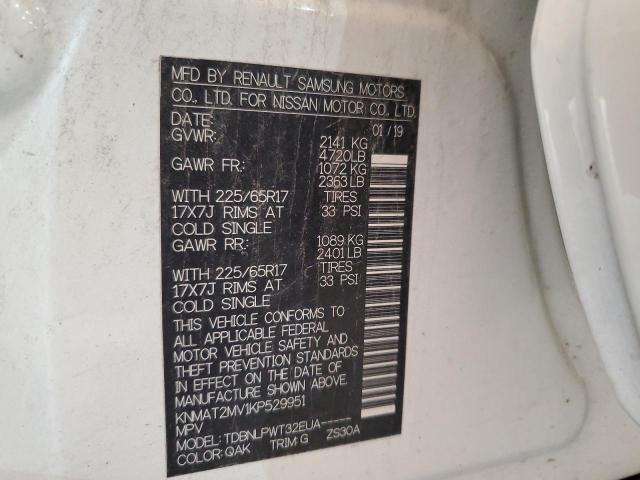 MFD BY RENAULT SAMSUNG MOTORS
CO., LTD. FOR NISSAN MOTOR CO., LTD.
DATE: 01/19
GVWR: 2141 KG
4720LB
GAWR FR: 1072 KG
2363LB
WITH 225/65R17 TIRES
17X7J RIMS AT 33 PSI
COLD SINGLE
GAWR RR: 1089 KG
2401LB
WITH 225/65R17 TIRES
17X7J RIMS AT 33 PSI
COLD SINGLE
THIS VEHICLE CONFORMS TO
ALL APPLICABLE FEDERAL
MOTOR VEHICLE SAFETY AND
THEFT PREVENTION STANDARDS
IN EFFECT ON THE DATE OF
MANUFACTURE SHOWN ABOVE.
KNMAT2MV1KP529951
MPV
MODEL: TDBNLPWT32EUA-----
COLOR: QAK TRIM: G ZS30A